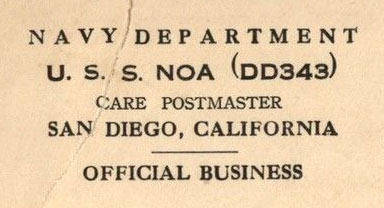 NAVY DEPARTMENT
U. S. S. NOA (DD343)
CARE POSTMASTER
SAN DIEGO, CALIFORNIA
OFFICIAL BUSINESS